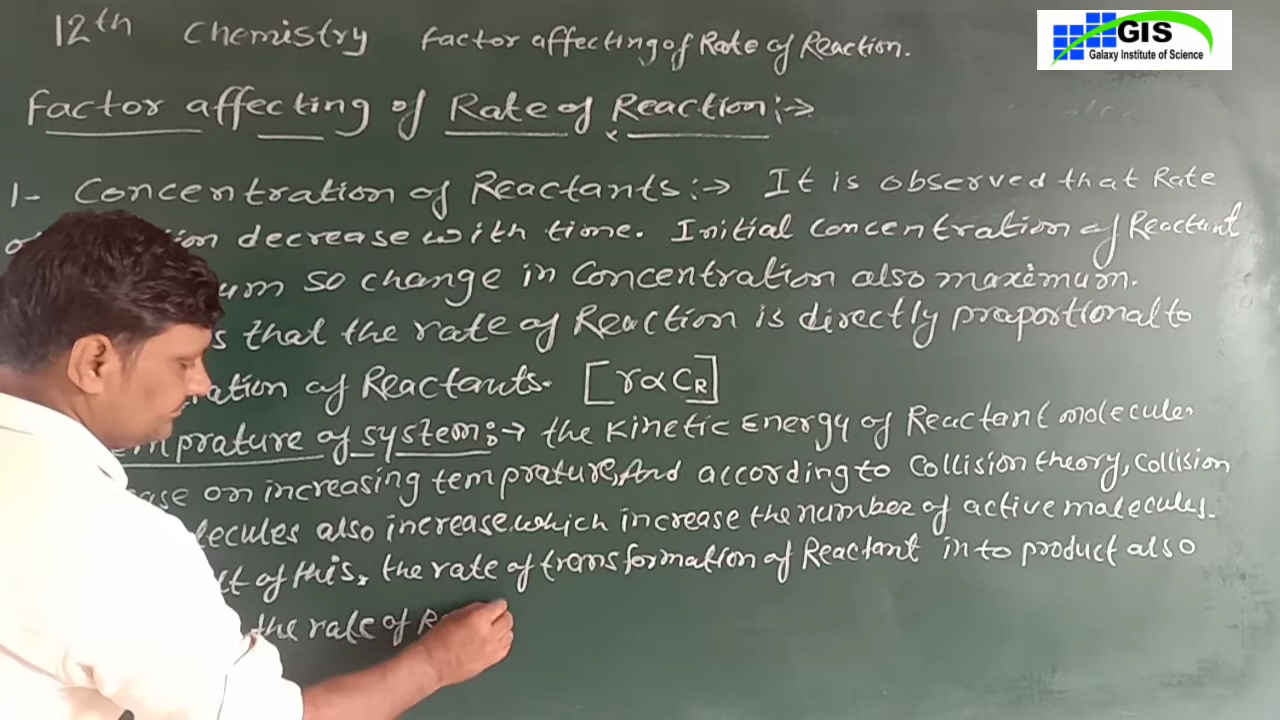 12th Chemistry Factor affecting of Rate of Reaction.
GIS
Galaxy Institute of Science
Factor affecting of Rate of Reaction:→
1- Concentration of Reactants:→ It is observed that Rate
decrease with time. Initial concentration of Reactant
so change in Concentration also maximum.
that the rate of Reaction is directly proportional to
of Reactants. [r∝CR]
of system:→ the Kinetic Energy of Reactant molecules
on increasing temprature, And according to Collision theory, Collision
also increase which increase the number of active molecules.
of this, the rate of transformation of Reactant in to product also
the rate of